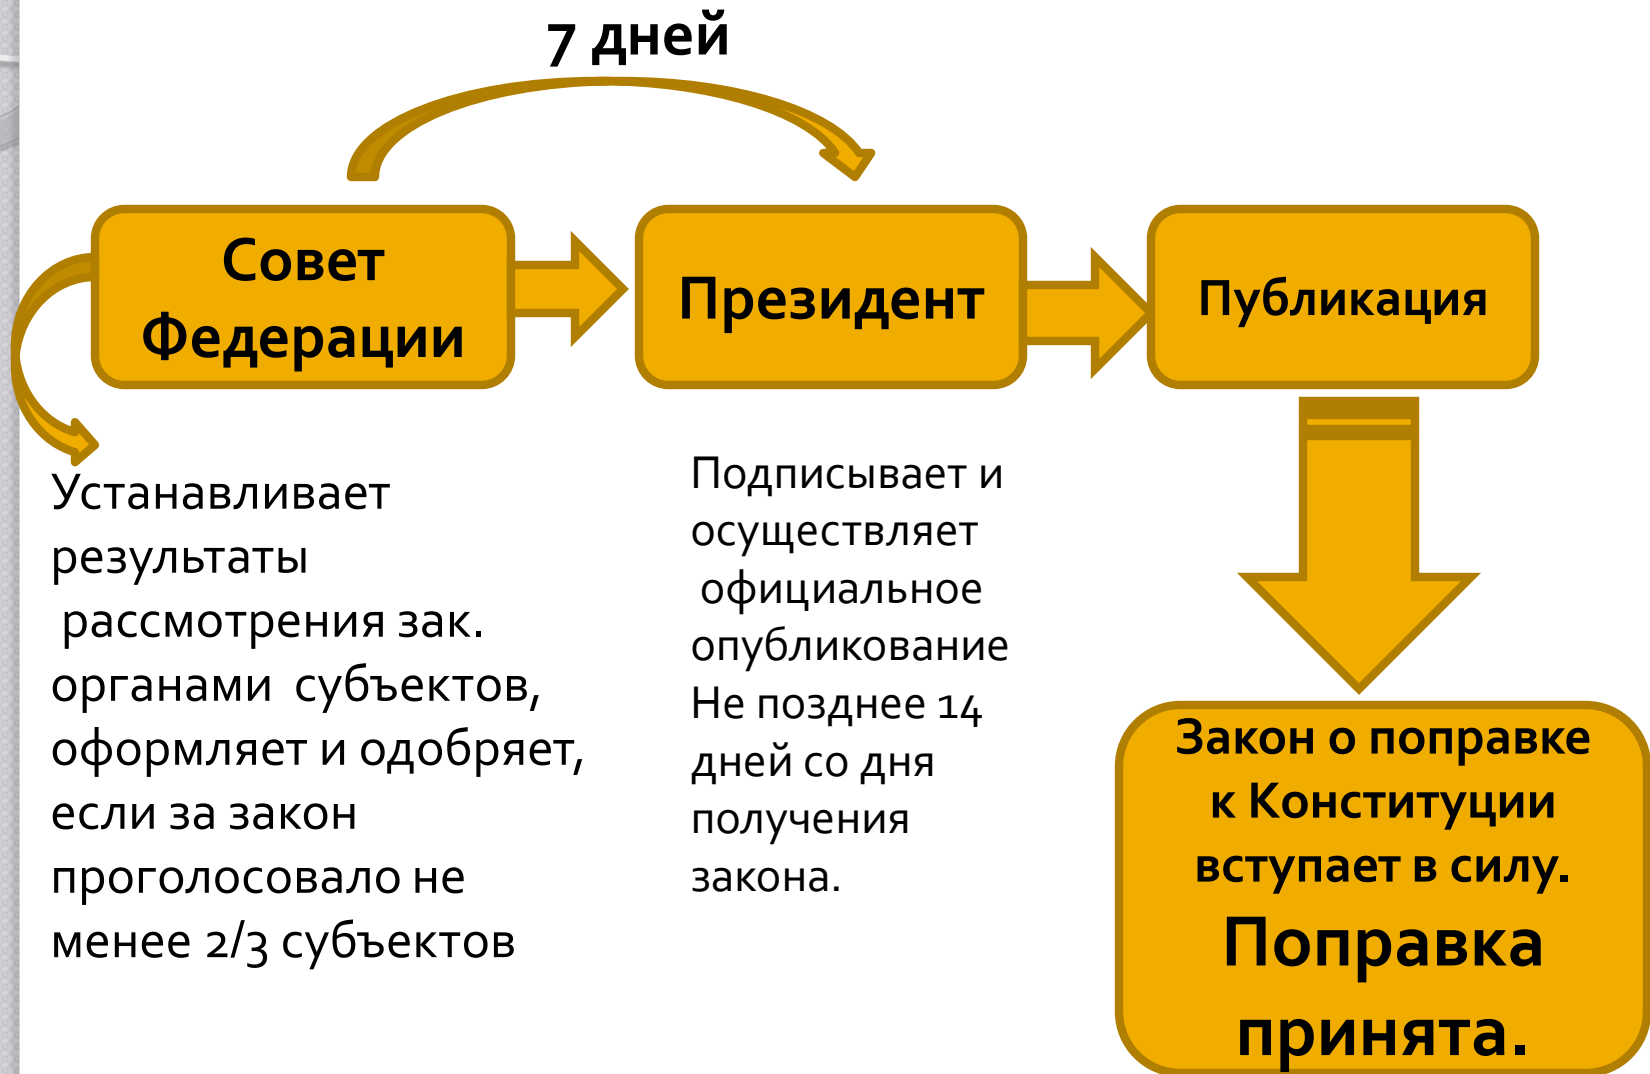 7 дней
Совет
Федерации
Президент
Публикация
Устанавливает
результаты
рассмотрения зак.
органами субъектов,
оформляет и одобряет,
если за закон
проголосовало не
менее 2/3 субъектов
Подписывает и
осуществляет
официальное
опубликование
Не позднее 14
дней со дня
получения
закона.
Закон о поправке
к Конституции
вступает в силу.
Поправка
принята.